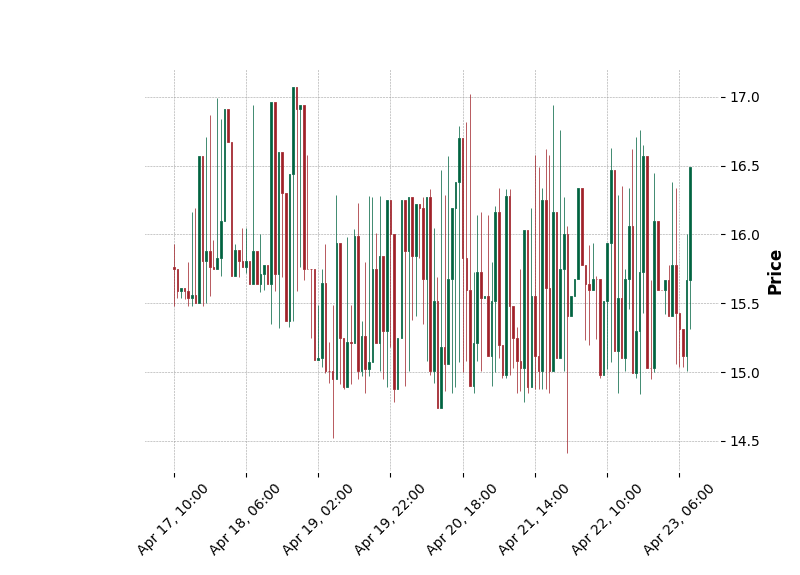 17.0
16.5
16.0
15.5
15.0
14.5
Price
Apr 17, 10:00
Apr 18, 06:00
Apr 19, 02:00
Apr 19, 22:00
Apr 20, 18:00
Apr 21, 14:00
Apr 22, 10:00
Apr 23, 06:00